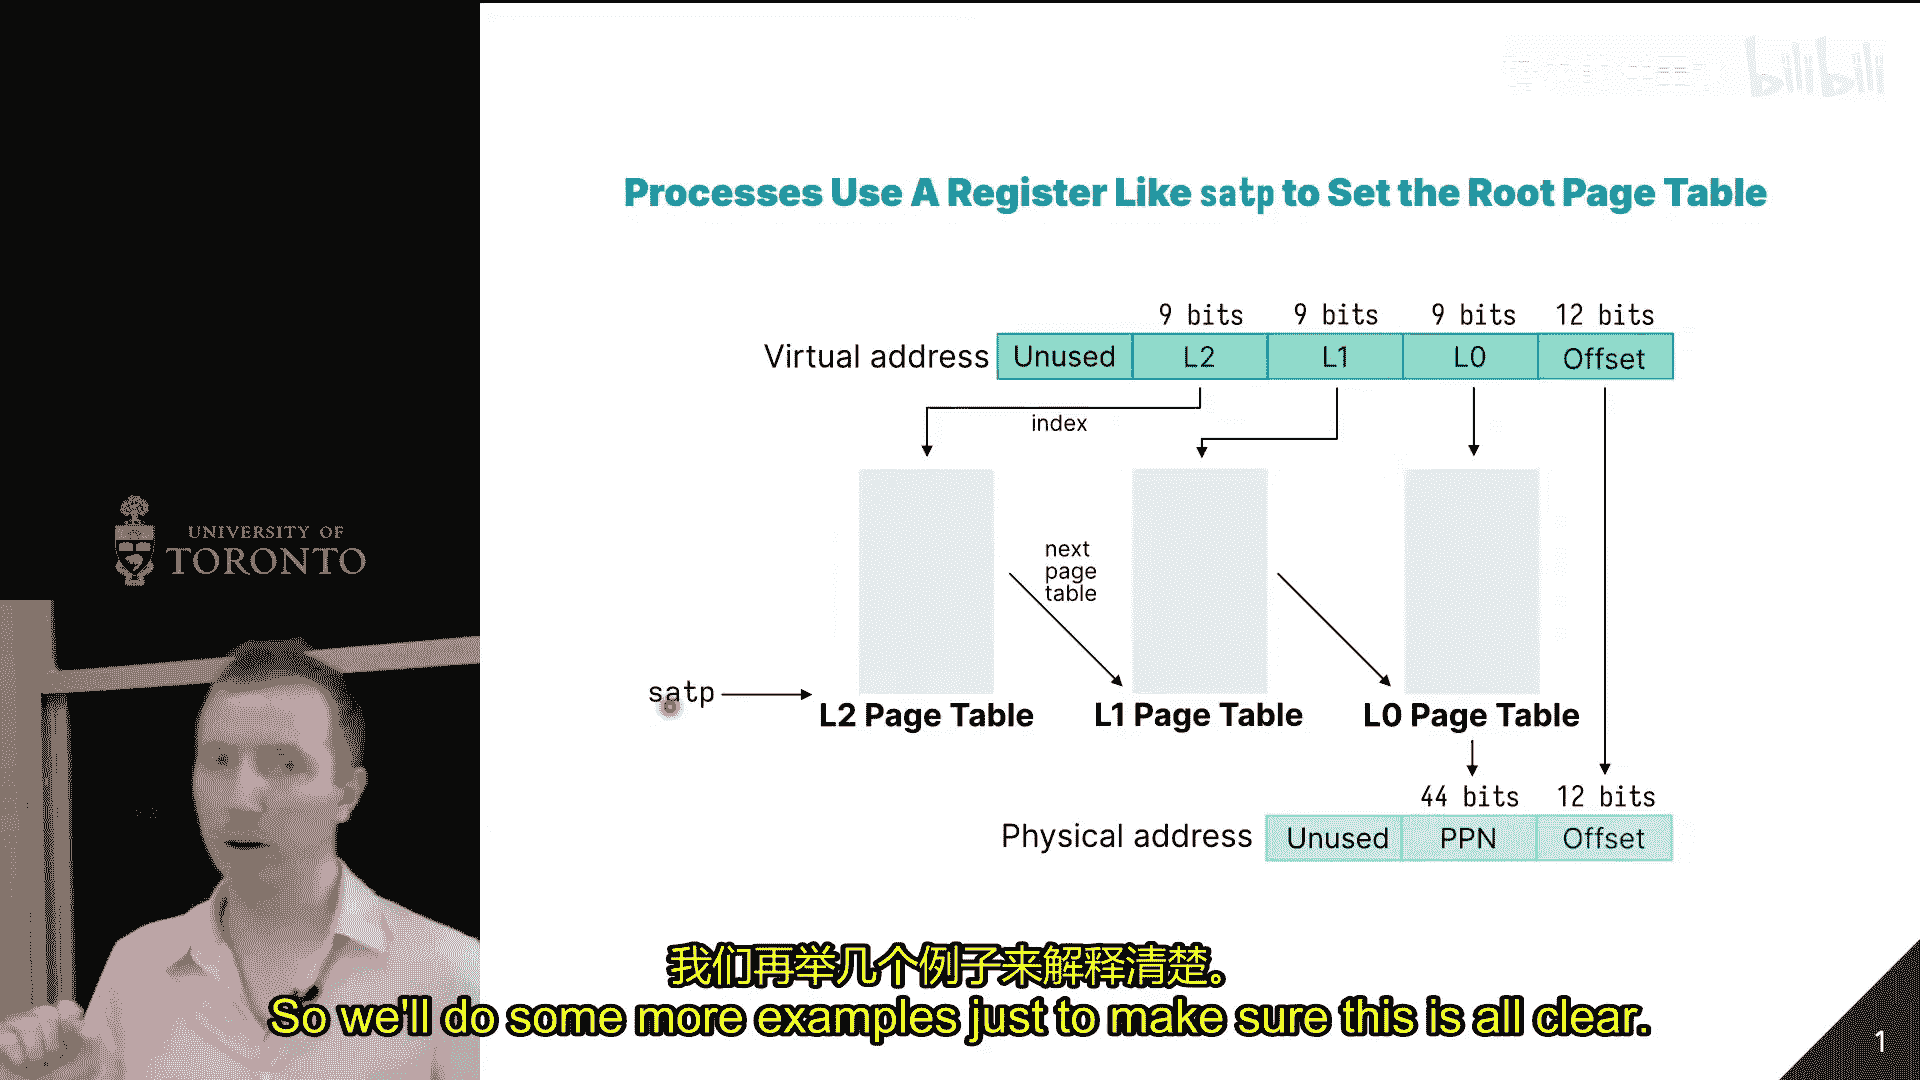 bilibili
Processes Use A Register Like satp to Set the Root Page Table
9 bits 9 bits 9 bits 12 bits
Virtual address Unused L2 L1 L0 Offset
index
next
page
table
satp
L2 Page Table L1 Page Table L0 Page Table
44 bits 12 bits
Physical address Unused PPN Offset
UNIVERSITY OF
TORONTO
我们再举几个例子来解释清楚。
So we'll do some more examples just to make sure this is all clear.
1